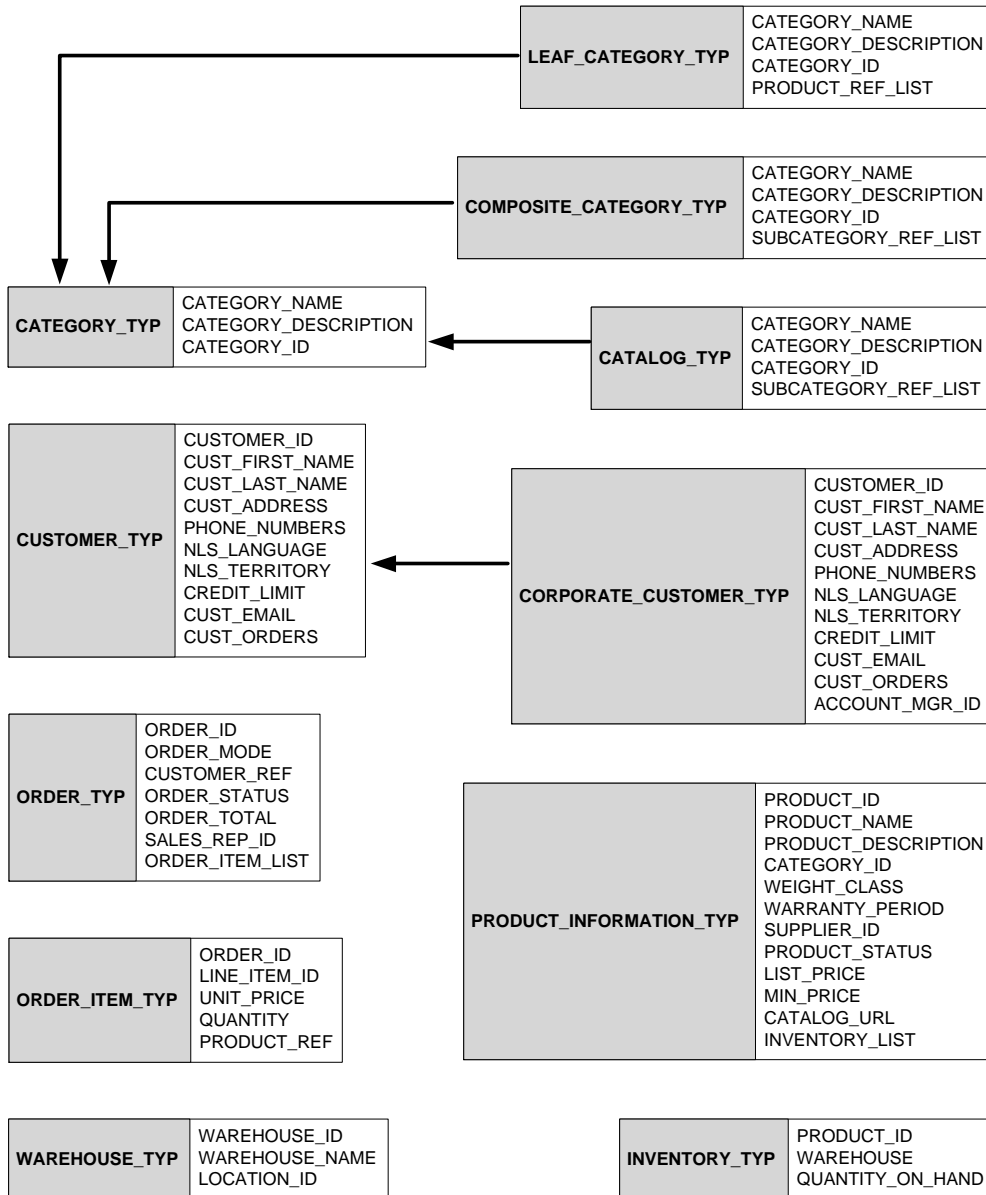 LEAF_CATEGORY_TYP
CATEGORY_NAME
CATEGORY_DESCRIPTION
CATEGORY_ID
PRODUCT_REF_LIST
COMPOSITE_CATEGORY_TYP
CATEGORY_NAME
CATEGORY_DESCRIPTION
CATEGORY_ID
SUBCATEGORY_REF_LIST
CATEGORY_TYP
CATEGORY_NAME
CATEGORY_DESCRIPTION
CATEGORY_ID
CATALOG_TYP
CATEGORY_NAME
CATEGORY_DESCRIPTION
CATEGORY_ID
SUBCATEGORY_REF_LIST
CUSTOMER_TYP
CUSTOMER_ID
CUST_FIRST_NAME
CUST_LAST_NAME
CUST_ADDRESS
PHONE_NUMBERS
NLS_LANGUAGE
NLS_TERRITORY
CREDIT_LIMIT
CUST_EMAIL
CUST_ORDERS
CORPORATE_CUSTOMER_TYP
CUSTOMER_ID
CUST_FIRST_NAME
CUST_LAST_NAME
CUST_ADDRESS
PHONE_NUMBERS
NLS_LANGUAGE
NLS_TERRITORY
CREDIT_LIMIT
CUST_EMAIL
CUST_ORDERS
ACCOUNT_MGR_ID
ORDER_TYP
ORDER_ID
ORDER_MODE
CUSTOMER_REF
ORDER_STATUS
ORDER_TOTAL
SALES_REP_ID
ORDER_ITEM_LIST
PRODUCT_INFORMATION_TYP
PRODUCT_ID
PRODUCT_NAME
PRODUCT_DESCRIPTION
CATEGORY_ID
WEIGHT_CLASS
WARRANTY_PERIOD
SUPPLIER_ID
PRODUCT_STATUS
LIST_PRICE
MIN_PRICE
CATALOG_URL
INVENTORY_LIST
ORDER_ITEM_TYP
ORDER_ID
LINE_ITEM_ID
UNIT_PRICE
QUANTITY
PRODUCT_REF
WAREHOUSE_TYP
WAREHOUSE_ID
WAREHOUSE_NAME
LOCATION_ID
INVENTORY_TYP
PRODUCT_ID
WAREHOUSE
QUANTITY_ON_HAND